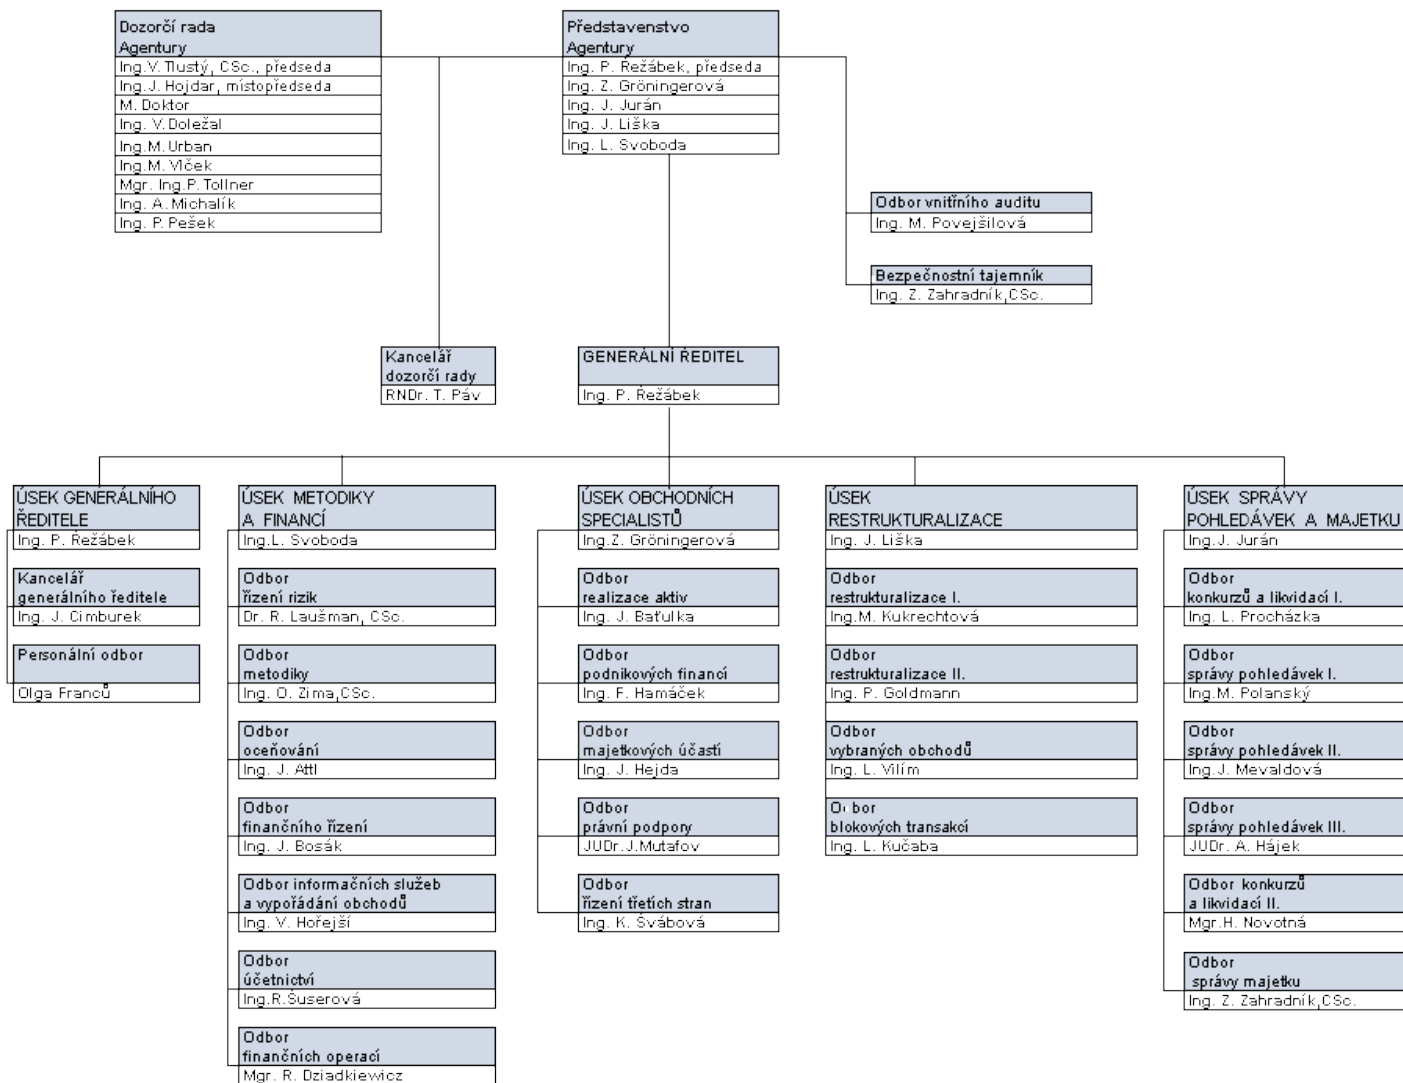 Dozorčí rada
Agentury
Ing.V.Tlustý, CSc., předseda
Ing.J. Hojdar, místopředseda
M. Doktor
Ing. V.Doležal
Ing.M.Urban
Ing.M. Vlček
Mgr. Ing.P. Tollner
Ing. A.Michalík
Ing. P. Pešek
Představenstvo
Agentury
Ing. P. Řežábek, předseda
Ing. Z. Gröningerová
Ing. J. Jurán
Ing. J. Liška
Ing. L. Svoboda
Odbor vnitřního auditu
Ing. M. Povejšilová
Bezpečnostní tajemník
Ing. Z. Zahradník,CSc.
Kancelář
dozorčí rady
RNDr. T. Páv
GENERÁLNÍ ŘEDITEL
Ing. P. Řežábek
ÚSEK GENERÁLNÍHO
ŘEDITELE
Ing. P. Řežábek
Kancelář
generálního ředitele
Ing. J. Cimburek
Personální odbor
Olga Franců
ÚSEK METODIKY
A FINANCÍ
Ing.L. Svoboda
Odbor
řízení rizik
Dr. R. Laušman, CSc.
Odbor
metodiky
Ing. O. Zima,CSc.
Odbor
oceňování
Ing. J. Attl
Odbor
finančního řízení
Ing. J. Bosák
Odbor informačních služeb
a vypořádání obchodů
Ing. V. Hořejší
Odbor
účetnictví
Ing.R.Šuserová
Odbor
finančních operací
Mgr. R. Dziadkiewicz
ÚSEK OBCHODNÍCH
SPECIALISTŮ
Ing.Z. Gröningerová
Odbor
realizace aktiv
Ing. J. Baťulka
Odbor
podnikových financí
Ing. F. Hamáček
Odbor
majetkových účastí
Ing. J. Hejda
Odbor
právní podpory
JUDr.J.Mutafov
Odbor
řízení třetích stran
Ing. K. Švábová
ÚSEK
RESTRUKTURALIZACE
Ing. J. Liška
Odbor
restrukturalizace I.
Ing.M. Kukrechtová
Odbor
restrukturalizace II.
Ing. P. Goldmann
Odbor
vybraných obchodů
Ing. L. Vilím
Odbor
blokových transakcí
Ing. L. Kučaba
ÚSEK SPRÁVY
POHLEDÁVEK A MAJETKU
Ing.J. Jurán
Odbor
konkurzů a likvidací I.
Ing. L. Procházka
Odbor
správy pohledávek I.
Ing.M. Polanský
Odbor
správy pohledávek II.
Ing.J. Mevaldová
Odbor
správy pohledávek III.
JUDr. A. Hájek
Odbor konkurzů
a likvidací II.
Mgr.H. Novotná
Odbor
správy majetku
Ing. Z. Zahradník,CSc.